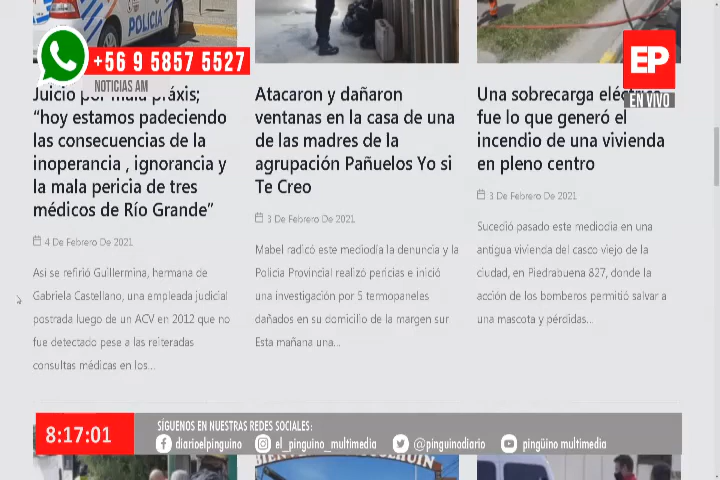 POLICIA
+56 9 5857 5527
NOTICIAS AM
EP
EN VIVO
Juicio por mala práxis;
“hoy estamos padeciendo
las consecuencias de la
inoperancia , ignorancia y
la mala pericia de tres
médicos de Río Grande”
4 De Febrero De 2021
Así se refirió Guillermina, hermana de
Gabriela Castellano, una empleada judicial
postrada luego de un ACV en 2012 que no
fue detectado pese a las reiteradas
consultas médicas en los...
Atacaron y dañaron
ventanas en la casa de una
de las madres de la
agrupación Pañuelos Yo si
Te Creo
3 De Febrero De 2021
Mabel radicó este mediodía la denuncia y la
Policía Provincial realizó pericias e inició
una investigación por 5 termopaneles
dañados en su domicilio de la margen sur
Esta mañana una...
Una sobrecarga eléctrica
fue lo que generó el
incendio de una vivienda
en pleno centro
3 De Febrero De 2021
Sucedió pasado este mediodía en una
antigua vivienda del casco viejo de la
ciudad, en Piedrabuena 827, donde la
acción de los bomberos permitió salvar a
una mascota y pérdidas...
8:17:01
SÍGUENOS EN NUESTRAS REDES SOCIALES:
diarioelpinguino
el_pinguino_multimedia
@pinguinodiario
pingüino multimedia